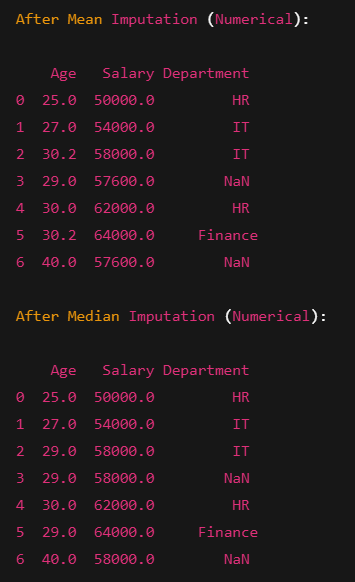 After Mean Imputation (Numerical):
Age Salary Department
0 25.0 50000.0 HR
1 27.0 54000.0 IT
2 30.2 58000.0 IT
3 29.0 57600.0 NaN
4 30.0 62000.0 HR
5 30.2 64000.0 Finance
6 40.0 57600.0 NaN
After Median Imputation (Numerical):
Age Salary Department
0 25.0 50000.0 HR
1 27.0 54000.0 IT
2 29.0 58000.0 IT
3 29.0 58000.0 NaN
4 30.0 62000.0 HR
5 29.0 64000.0 Finance
6 40.0 58000.0 NaN